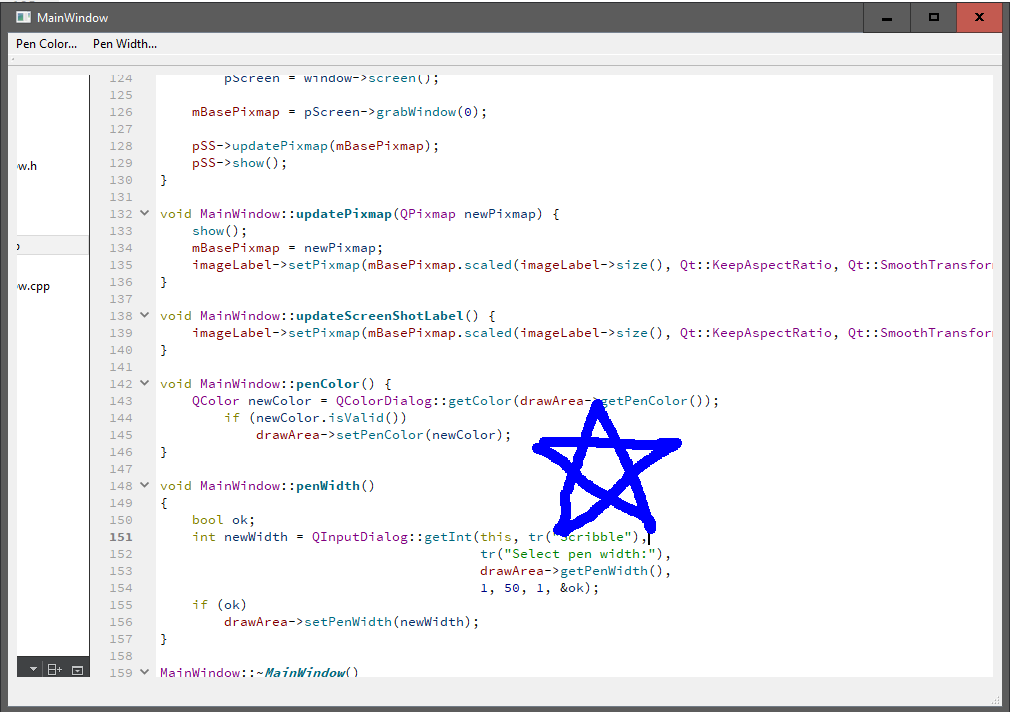 MainWindow
Pen Color... Pen Width...
124 pScreen = window->screen();
125
126 mBasePixmap = pScreen->grabWindow(0);
127
128 pSS->updatePixmap(mBasePixmap);
129 pSS->show();
130 }
131
132 void MainWindow::updatePixmap(QPixmap newPixmap) {
133 show();
134 mBasePixmap = newPixmap;
135 imageLabel->setPixmap(mBasePixmap.scaled(imageLabel->size(), Qt::KeepAspectRatio, Qt::SmoothTransfor
136 }
137
138 void MainWindow::updateScreenShotLabel() {
139 imageLabel->setPixmap(mBasePixmap.scaled(imageLabel->size(), Qt::KeepAspectRatio, Qt::SmoothTransfor
140 }
141
142 void MainWindow::penColor() {
143 QColor newColor = QColorDialog::getColor(drawArea->getPenColor());
144 if (newColor.isValid())
145 drawArea->setPenColor(newColor);
146 }
147
148 void MainWindow::penWidth()
149 {
150 bool ok;
151 int newWidth = QInputDialog::getInt(this, tr("Scribble"),
152 tr("Select pen width:"),
153 drawArea->getPenWidth(),
154 1, 50, 1, &ok);
155 if (ok)
156 drawArea->setPenWidth(newWidth);
157 }
158
159 MainWindow::~MainWindow()
ow.h
ow.cpp